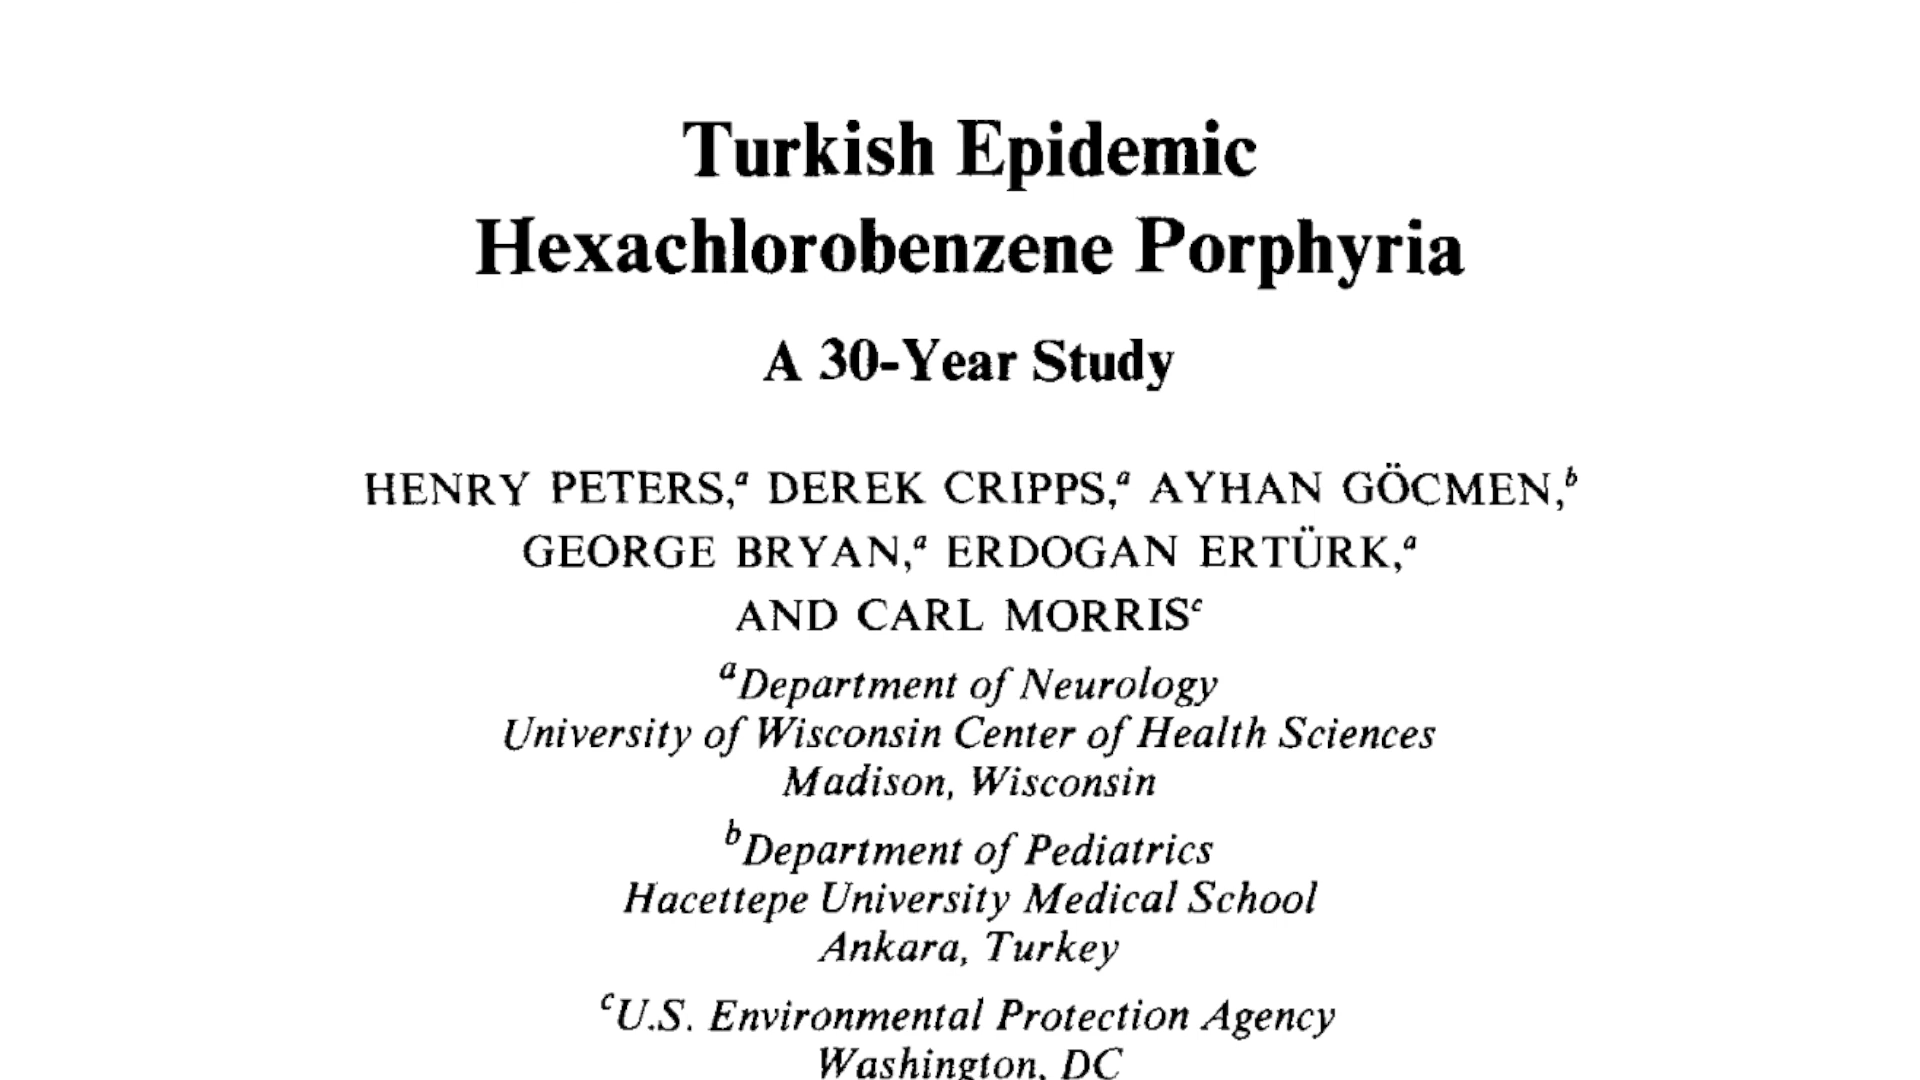 Turkish Epidemic
Hexachlorobenzene Porphyria
A 30-Year Study
HENRY PETERS,ᵃ DEREK CRIPPS,ᵃ AYHAN GÖCMEN,ᵇ
GEORGE BRYAN,ᵃ ERDOGAN ERTÜRK,ᵃ
AND CARL MORRISᶜ
ᵃDepartment of Neurology
University of Wisconsin Center of Health Sciences
Madison, Wisconsin
ᵇDepartment of Pediatrics
Hacettepe University Medical School
Ankara, Turkey
ᶜU.S. Environmental Protection Agency
Washington, DC